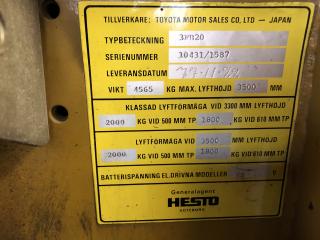 TILLVERKARE: TOYOTA MOTOR SALES CO, LTD — JAPAN
TYPBETECKNING
SERIENUMMER 10431/1587
LEVERANSDATUM
VIKT 4565 KG MAX. LYFTHÖJD 3500 MM
KLASSAD LYFTFÖRMÅGA VID 3300 MM LYFTHÖJD
2000 KG VID 500 MM TP 1800 KG VID 610 MM TP
LYFTFÖRMÅGA VID 3500 MM LYFTHÖJD
2000 KG VID 500 MM TP 1800 KG VID 610 MM TP
BATTERISPÄNNING EL.DRIVNA MODELLER V
Generalagent
HESTO
GÖTEBORG